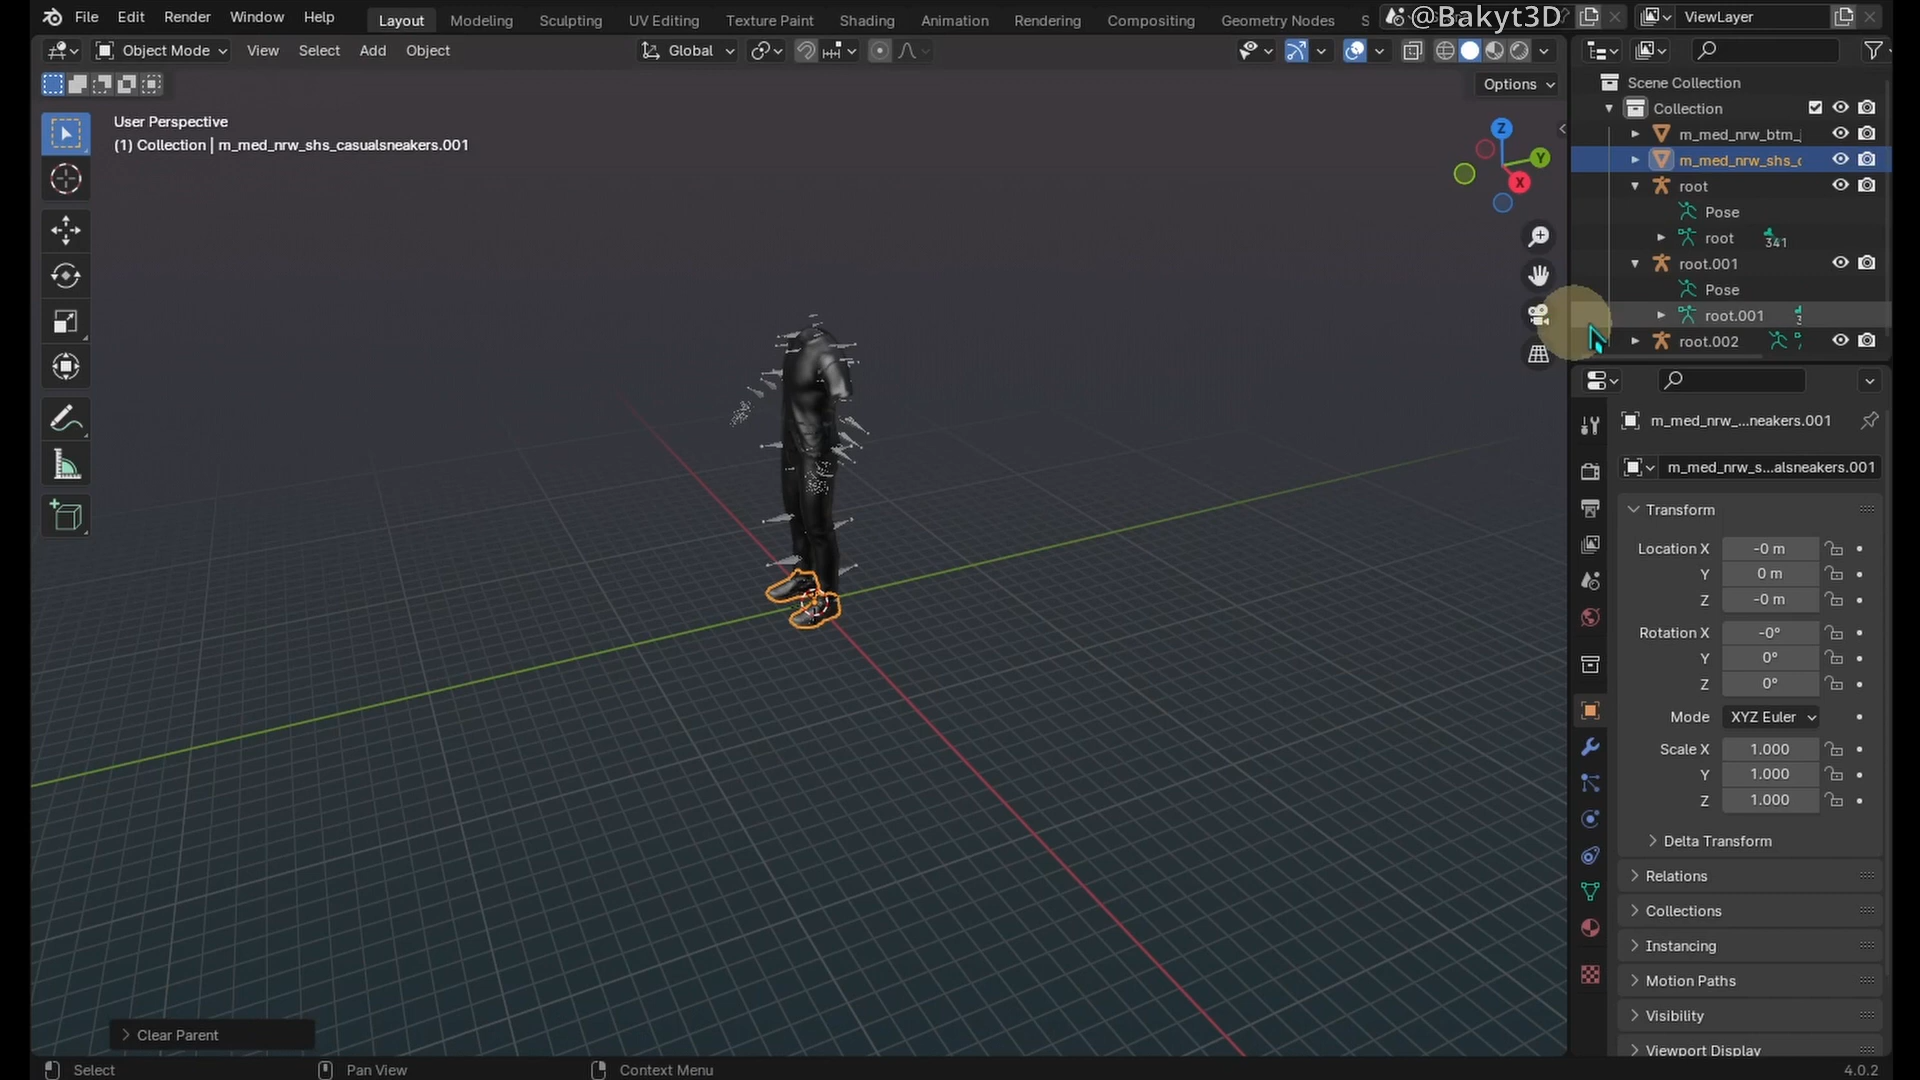 @Bakyt3D
File Edit Render Window Help
Layout Modeling Sculpting UV Editing Texture Paint Shading Animation Rendering Compositing Geometry Nodes S
ViewLayer
Object Mode View Select Add Object
Global
Options
User Perspective
(1) Collection | m_med_nrw_shs_casualsneakers.001
Z
Y
X
Scene Collection
Collection
m_med_nrw_btm_
m_med_nrw_shs_c
root
Pose
root 341
root.001
Pose
root.001 3
root.002
m_med_nrw_...neakers.001
m_med_nrw_s...alsneakers.001
Transform
Location X -0 m
Y 0 m
Z -0 m
Rotation X -0°
Y 0°
Z 0°
Mode XYZ Euler
Scale X 1.000
Y 1.000
Z 1.000
Delta Transform
Relations
Collections
Instancing
Motion Paths
Visibility
Viewport Display
Clear Parent
Select Pan View Context Menu 4.0.2